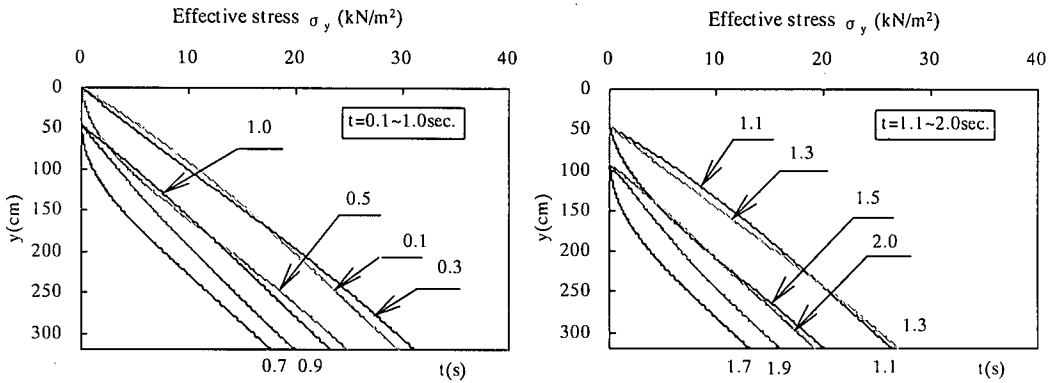 Effective stress σ y (kN/m²)
0 10 20 30 40
0
50
100
150
200
250
300
y(cm)
t=0.1~1.0sec.
1.0
0.5
0.1
0.3
0.7 0.9 t(s)
Effective stress σ y (kN/m²)
0 10 20 30 40
0
50
100
150
200
250
300
y(cm)
t=1.1~2.0sec.
1.1
1.3
1.5
2.0
1.3
1.7 1.9 1.1 t(s)